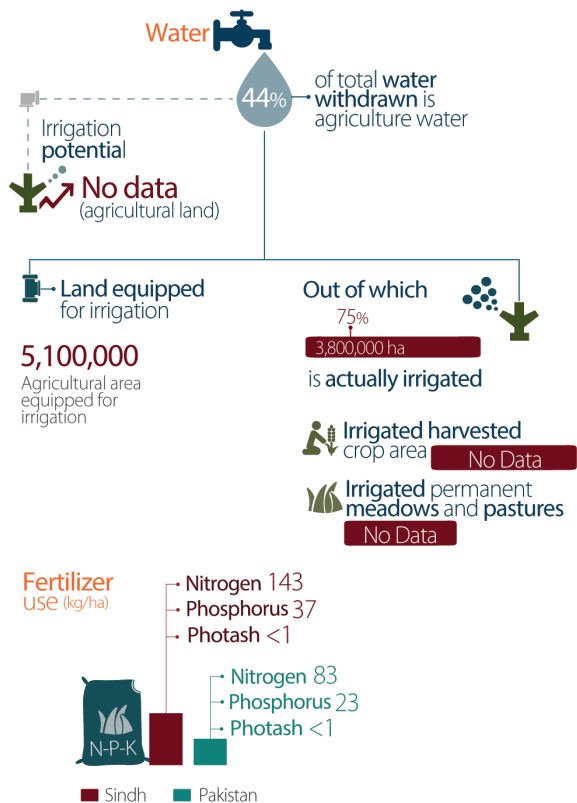 Water
44%
of total water
withdrawn is
agriculture water
Irrigation
potential
No data
(agricultural land)
Land equipped
for irrigation
5,100,000
Agricultural area
equipped for
irrigation
Out of which
75%
3,800,000 ha
is actually irrigated
Irrigated harvested
crop area
No Data
Irrigated permanent
meadows and pastures
No Data
Fertilizer
use (kg/ha)
Nitrogen 143
Phosphorus 37
Photash <1
Nitrogen 83
Phosphorus 23
Photash <1
N-P-K
Sindh
Pakistan